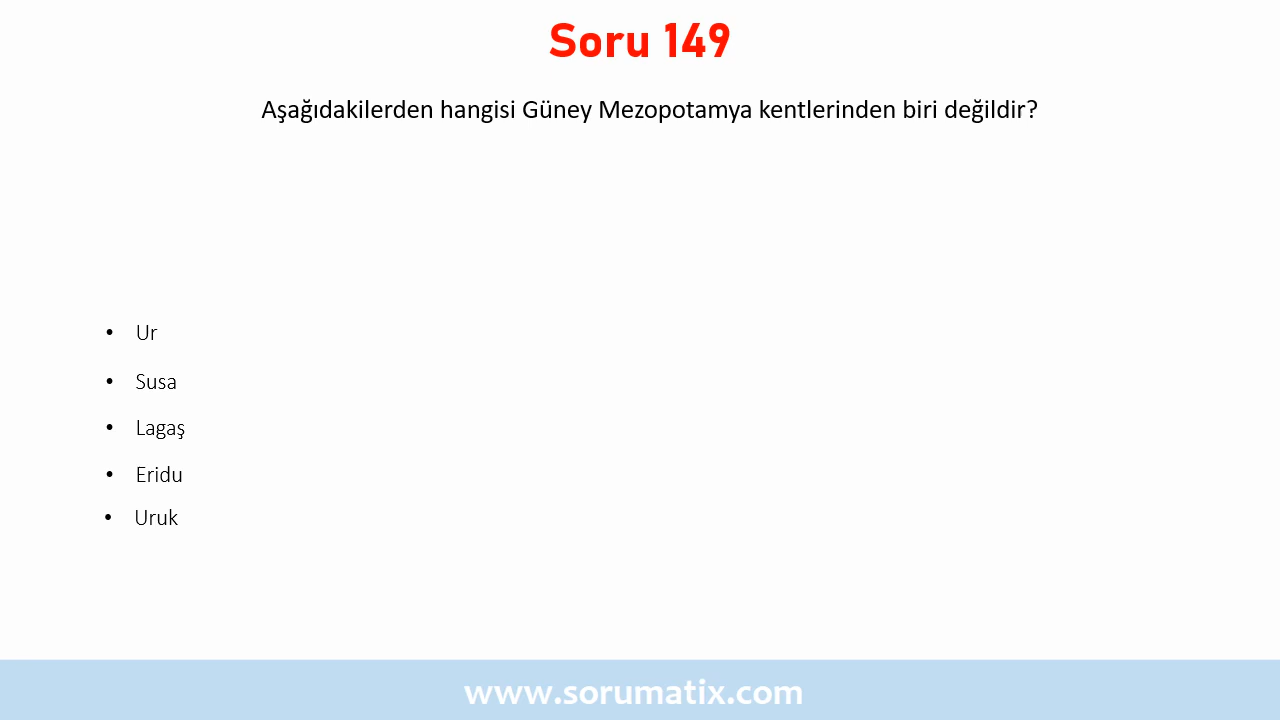 Soru 149
Aşağıdakilerden hangisi Güney Mezopotamya kentlerinden biri değildir?
• Ur
• Susa
• Lagaş
• Eridu
• Uruk
www.sorumatix.com